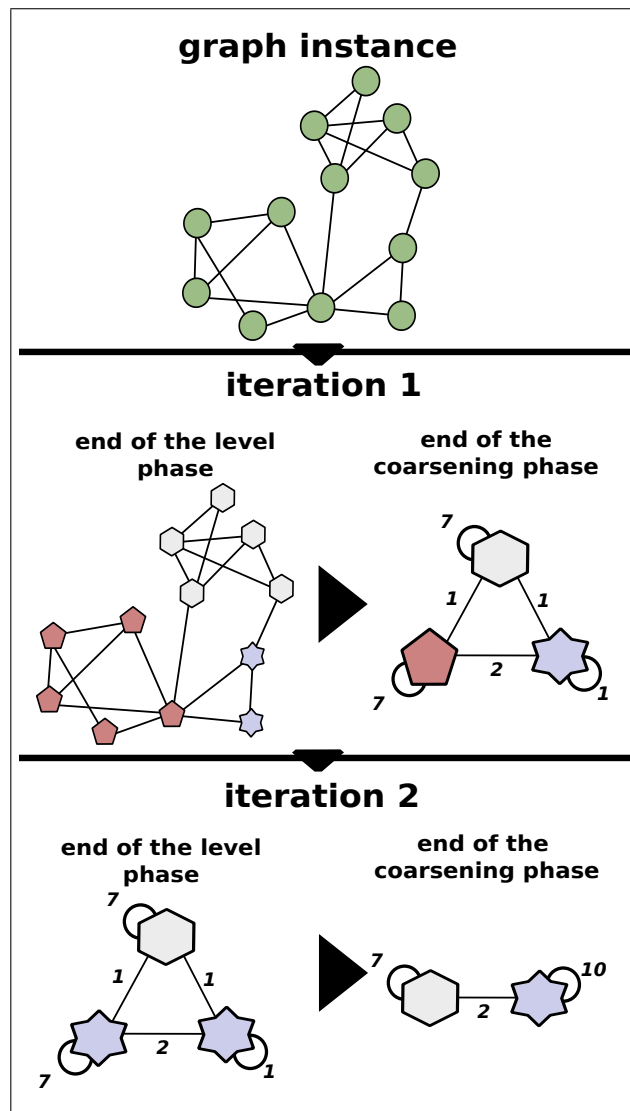 graph instance
iteration 1
end of the level
phase
end of the
coarsening phase
7
1
1
2
7
1
iteration 2
end of the level
phase
end of the
coarsening phase
7
1
1
2
7
1
7
10
2